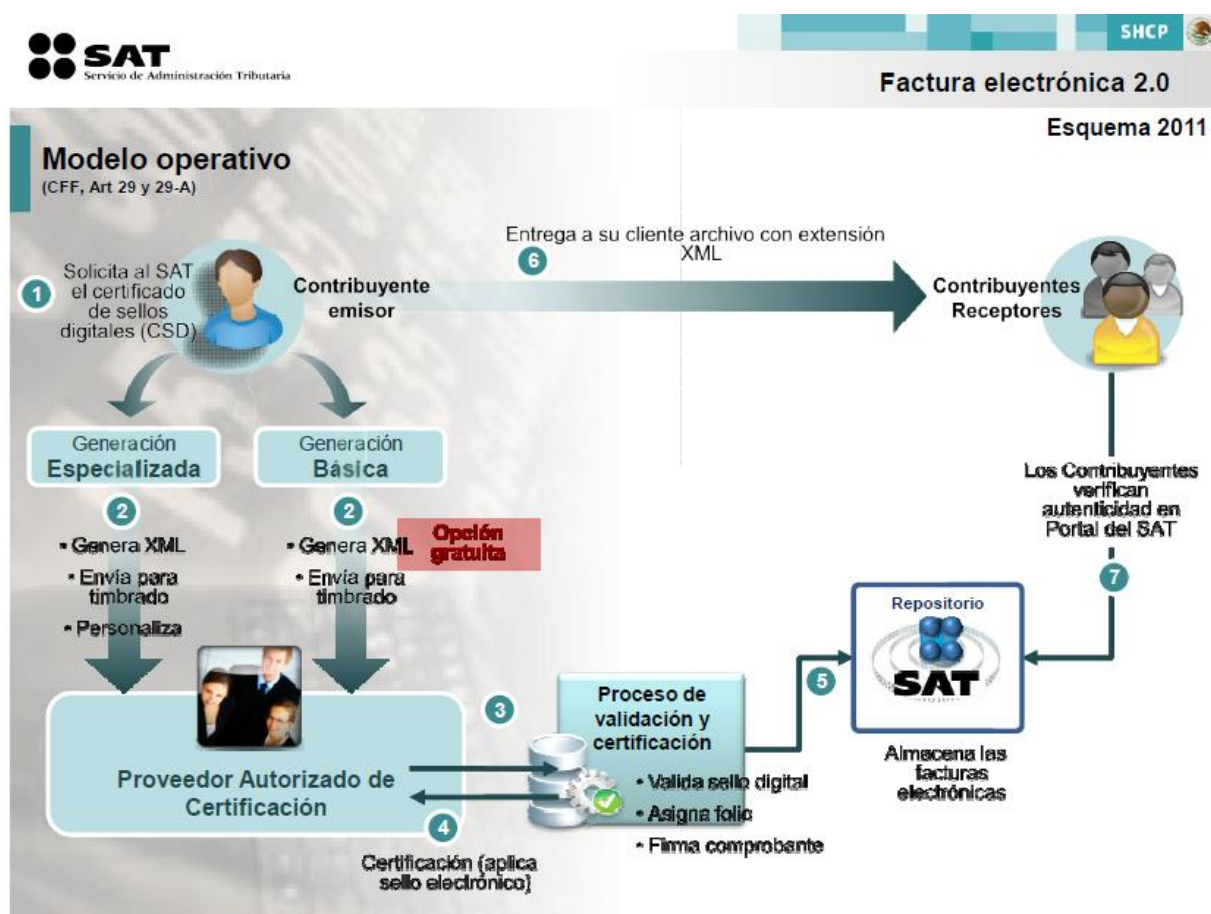 SAT
Servicio de Administración Tributaria
SHCP
Factura electrónica 2.0
Esquema 2011
Modelo operativo
(CFF, Art 29 y 29-A)
1
Solicita al SAT
el certificado
de sellos
digitales (CSD)
Contribuyente
emisor
Entrega a su cliente archivo con extensión
XML
6
Contribuyentes
Receptores
Generación
Especializada
Generación
Básica
2
▪ Genera XML
▪ Envía para
timbrado
▪ Personaliza
2
▪ Genera XML
▪ Envía para
timbrado
Opción
gratuita
Los Contribuyentes
verifican
autenticidad en
Portal del SAT
7
Proveedor Autorizado de
Certificación
3
Proceso de
validación y
certificación
▪ Valida sello digital
▪ Asigna folio
▪ Firma comprobante
4
Certificación (aplica
sello electrónico)
5
Repositorio
SAT
Almacena las
facturas
electrónicas